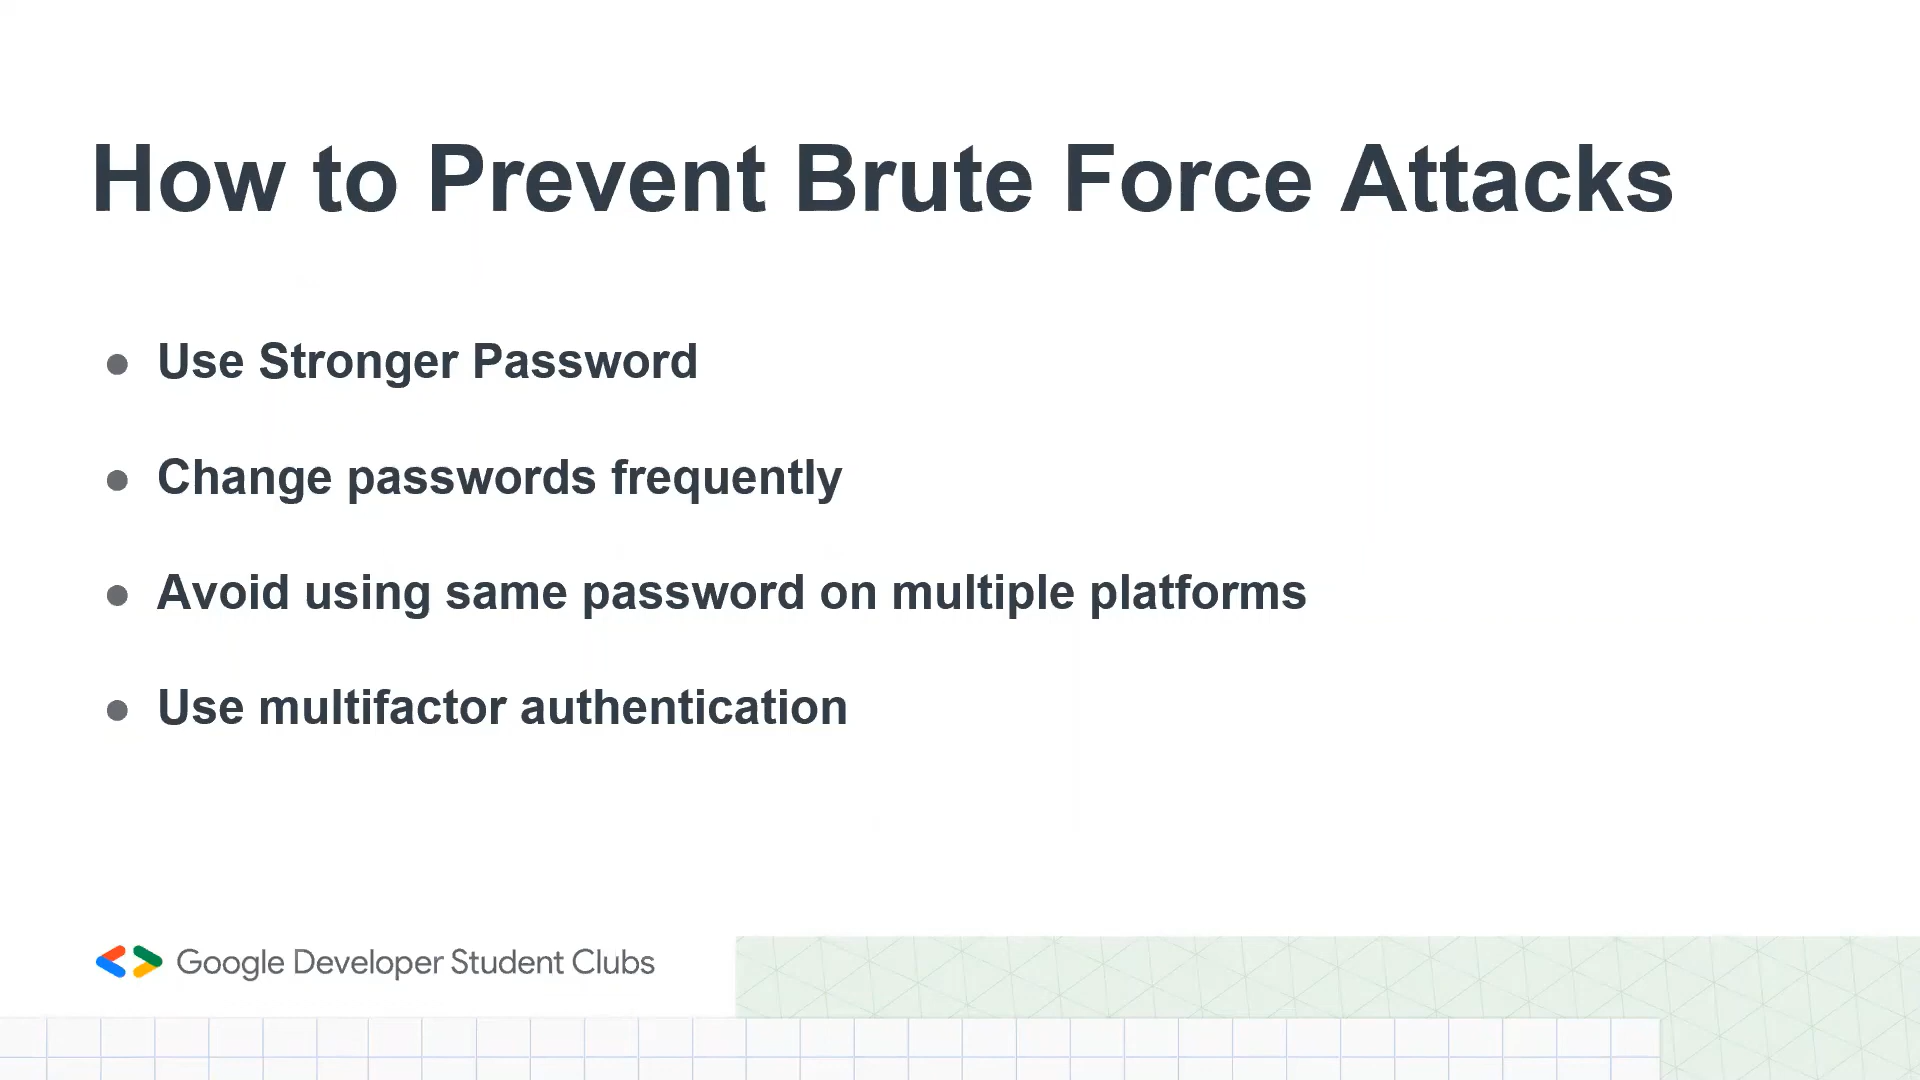 How to Prevent Brute Force Attacks
● Use Stronger Password
● Change passwords frequently
● Avoid using same password on multiple platforms
● Use multifactor authentication
Google Developer Student Clubs